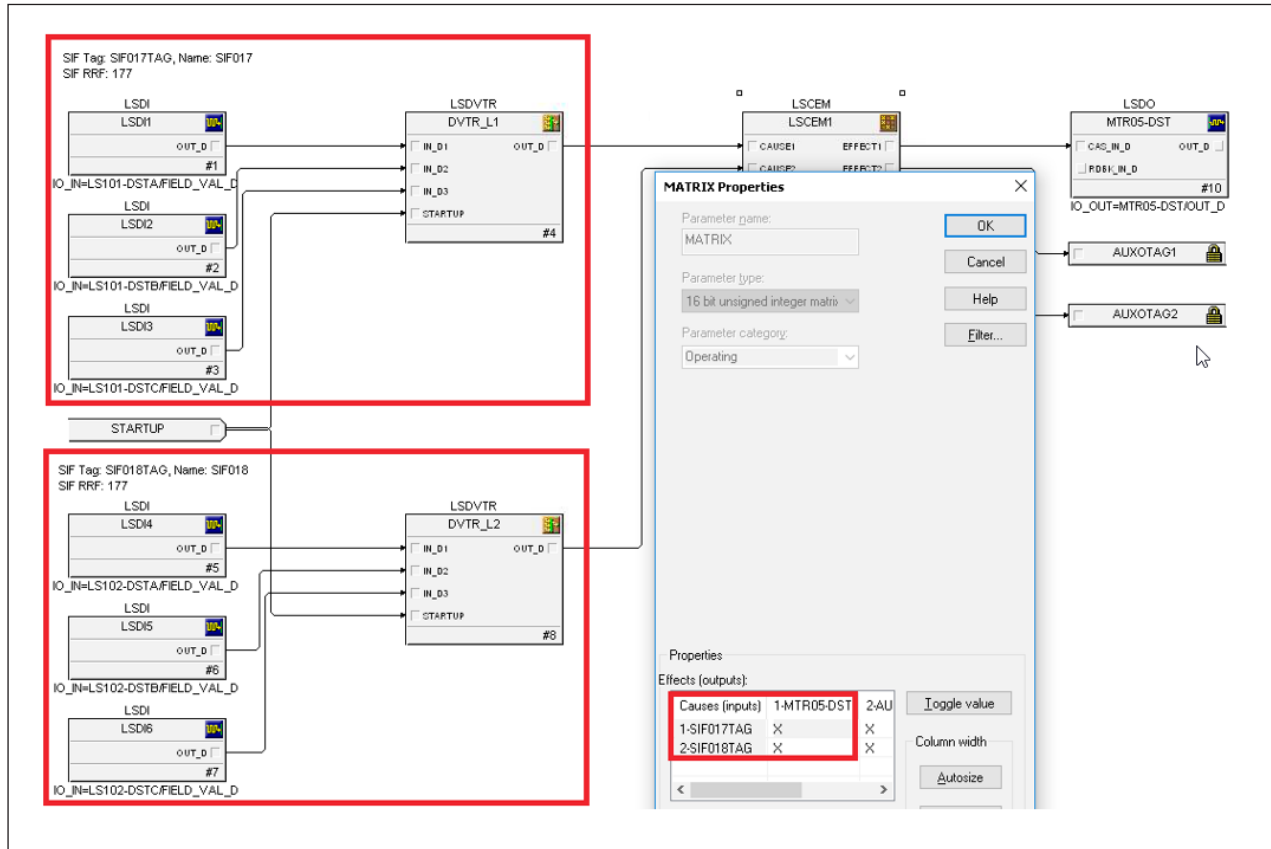 SIF Tag: SIF017TAG, Name: SIF017
SIF RRF: 177
LSDI
LSDI1
OUT_D
#1
IO_IN=LS101-DSTA/FIELD_VAL_D
LSDI
LSDI2
OUT_D
#2
IO_IN=LS101-DSTB/FIELD_VAL_D
LSDI
LSDI3
OUT_D
#3
IO_IN=LS101-DSTC/FIELD_VAL_D
LSDVTR
DVTR_L1
IN_D1 OUT_D
IN_D2
IN_D3
STARTUP
#4
STARTUP
SIF Tag: SIF018TAG, Name: SIF018
SIF RRF: 177
LSDI
LSDI4
OUT_D
#5
IO_IN=LS102-DSTA/FIELD_VAL_D
LSDI
LSDI5
OUT_D
#6
IO_IN=LS102-DSTB/FIELD_VAL_D
LSDI
LSDI6
OUT_D
#7
IO_IN=LS102-DSTC/FIELD_VAL_D
LSDVTR
DVTR_L2
IN_D1 OUT_D
IN_D2
IN_D3
STARTUP
#8
LSCEM
LSCEM1
CAUSE1 EFFECT1
CAUSE2 EFFECT2
LSDO
MTR05-DST
CAS_IN_D OUT_D
RDBK_IN_D
#10
IO_OUT=MTR05-DST/OUT_D
AUXOTAG1
AUXOTAG2
MATRIX Properties
Parameter name:
MATRIX
Parameter type:
16 bit unsigned integer matrix
Parameter category:
Operating
OK
Cancel
Help
Filter...
Properties
Effects (outputs):
Causes (inputs) 1-MTR05-DST 2-AU
1-SIF017TAG X X
2-SIF018TAG X X
Toggle value
Column width
Autosize